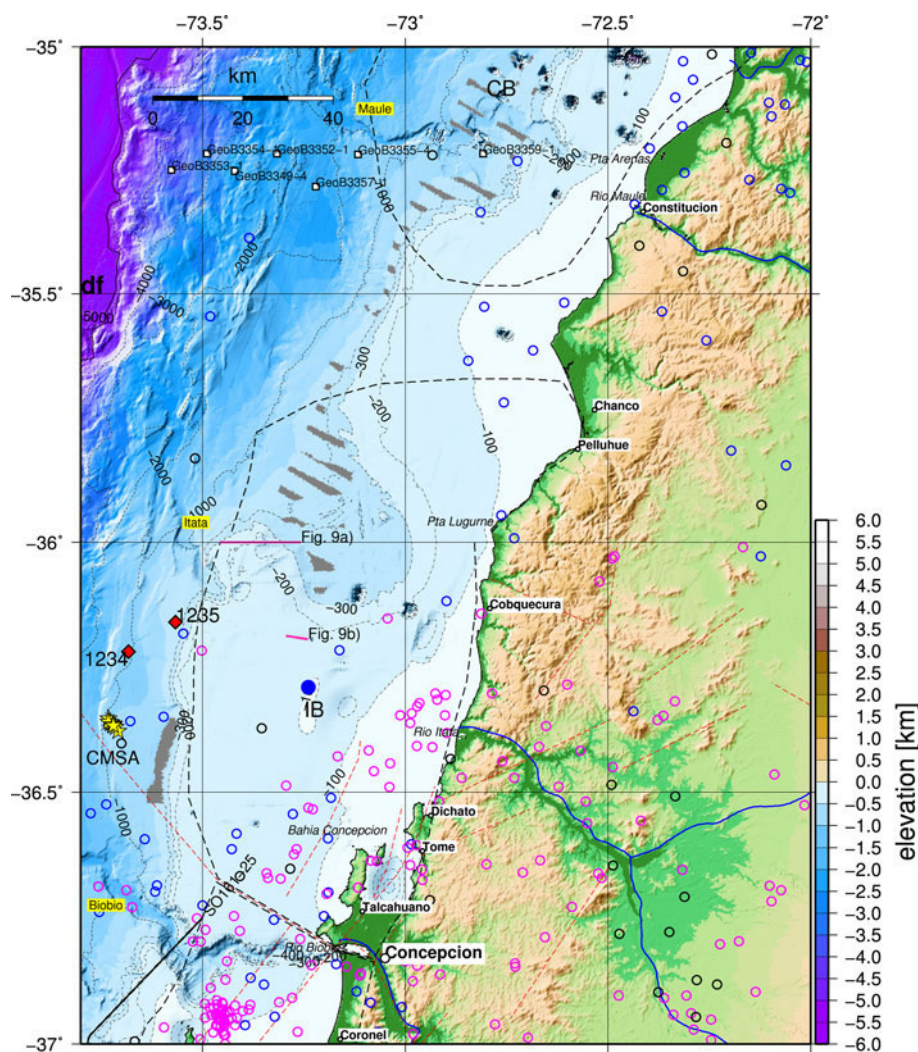 −73.5 −73 −72.5 −72
−35
km
0 20 40
Maule
CB
−100
−2000
Pta Arenas
GeoB3354-1
GeoB3352-1
GeoB3355-4
GeoB3359-1
GeoB3353-1
GeoB3349-4
GeoB3357-1
−1000
Rio Maule
Constitucion
−2000
−4000
−3000
df
5000
−35.5
−300
−200
−100
Chanco
Pelluhue
−2000
−1000
Itata
Pta Lugurne
−36
Fig. 9a)
−200
−300
Cobquecura
1235
Fig. 9b)
1234
IB
CMSA
Rio Itata
−100
−36.5
−1000
Dichato
Bahia Concepcion
Tome
Biobio
Talcahuano
Rio Biobio
Concepcion
−400
−300
−200
Coronel
−37
elevation [km]
6.0
5.5
5.0
4.5
4.0
3.5
3.0
2.5
2.0
1.5
1.0
0.5
0.0
−0.5
−1.0
−1.5
−2.0
−2.5
−3.0
−3.5
−4.0
−4.5
−5.0
−5.5
−6.0